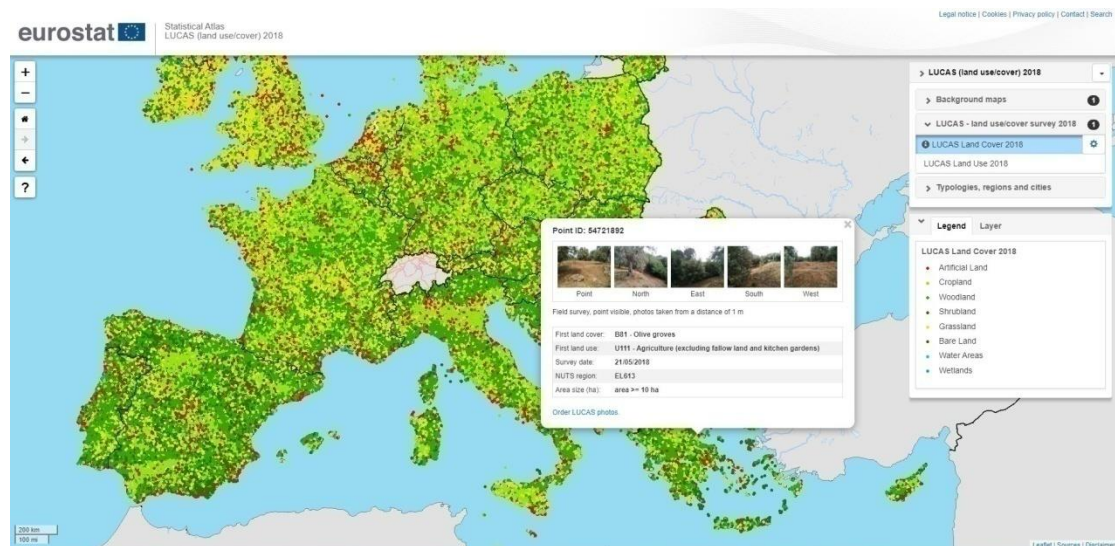 Legal notice | Cookies | Privacy policy | Contact | Search
eurostat
Statistical Atlas
LUCAS (land use/cover) 2018
+
−
?
LUCAS (land use/cover) 2018
Background maps 1
LUCAS - land use/cover survey 2018 1
LUCAS Land Cover 2018
LUCAS Land Use 2018
Typologies, regions and cities
Legend Layer
LUCAS Land Cover 2018
Artificial Land
Cropland
Woodland
Shrubland
Grassland
Bare Land
Water Areas
Wetlands
Point ID: 54721892
Point North East South West
Field survey, point visible, photos taken from a distance of 1 m
First land cover: B81 - Olive groves
First land use: U111 - Agriculture (excluding fallow land and kitchen gardens)
Survey date: 21/05/2018
NUTS region: EL613
Area size (ha): area >= 10 ha
Order LUCAS photos.
200 km
100 mi
Leaflet | Sources | Disclaimer